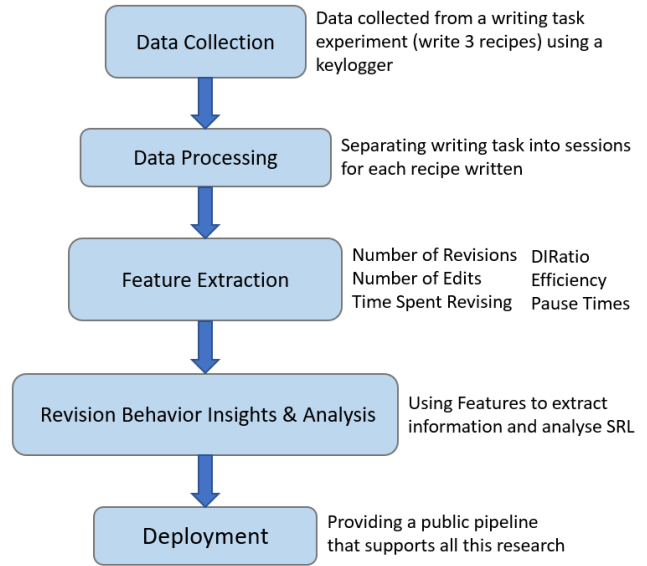 Data Collection
Data collected from a writing task
experiment (write 3 recipes) using a
keylogger
Data Processing
Separating writing task into sessions
for each recipe written
Feature Extraction
Number of Revisions DIRatio
Number of Edits Efficiency
Time Spent Revising Pause Times
Revision Behavior Insights & Analysis
Using Features to extract
information and analyse SRL
Deployment
Providing a public pipeline
that supports all this research